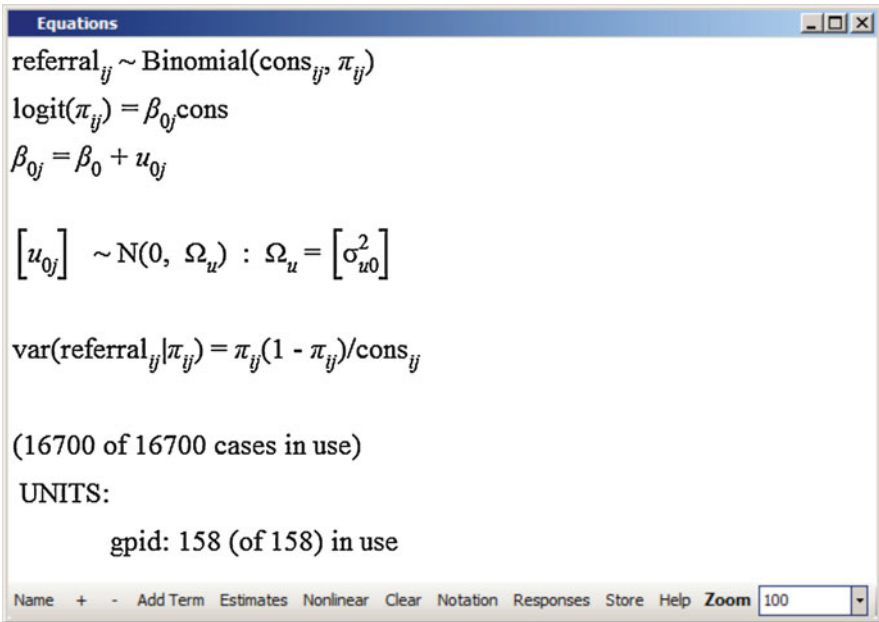 Equations
referral_ij ~ Binomial(cons_ij, π_ij)
logit(π_ij) = β_0j cons
β_0j = β_0 + u_0j
[u_0j] ~ N(0, Ω_u) : Ω_u = [σ²_u0]
var(referral_ij|π_ij) = π_ij(1 - π_ij)/cons_ij
(16700 of 16700 cases in use)
UNITS:
gpid: 158 (of 158) in use
Name + - Add Term Estimates Nonlinear Clear Notation Responses Store Help Zoom 100